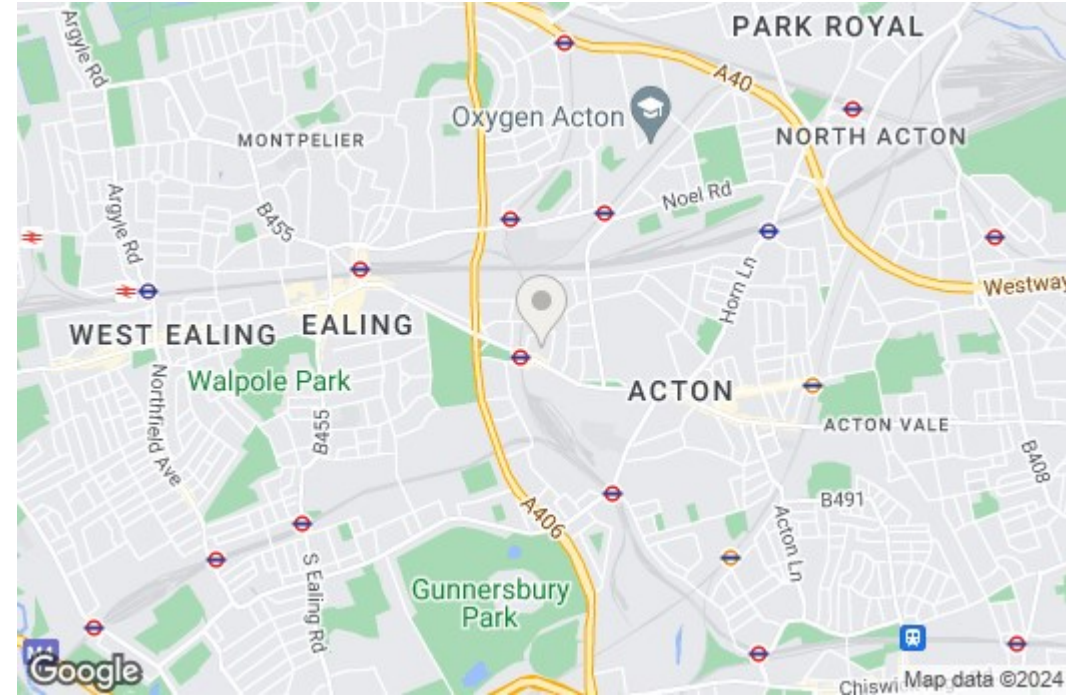 PARK ROYAL
Argyle Rd
A40
Oxygen Acton
MONTPELIER
NORTH ACTON
Noel Rd
Argyle Rd
B455
Horn Ln
Westway
WEST EALING
EALING
Walpole Park
ACTON
Northfield Ave
B455
ACTON VALE
B408
B491
A406
Acton Ln
S Ealing Rd
Gunnersbury
Park
M4
Google
Map data ©2024